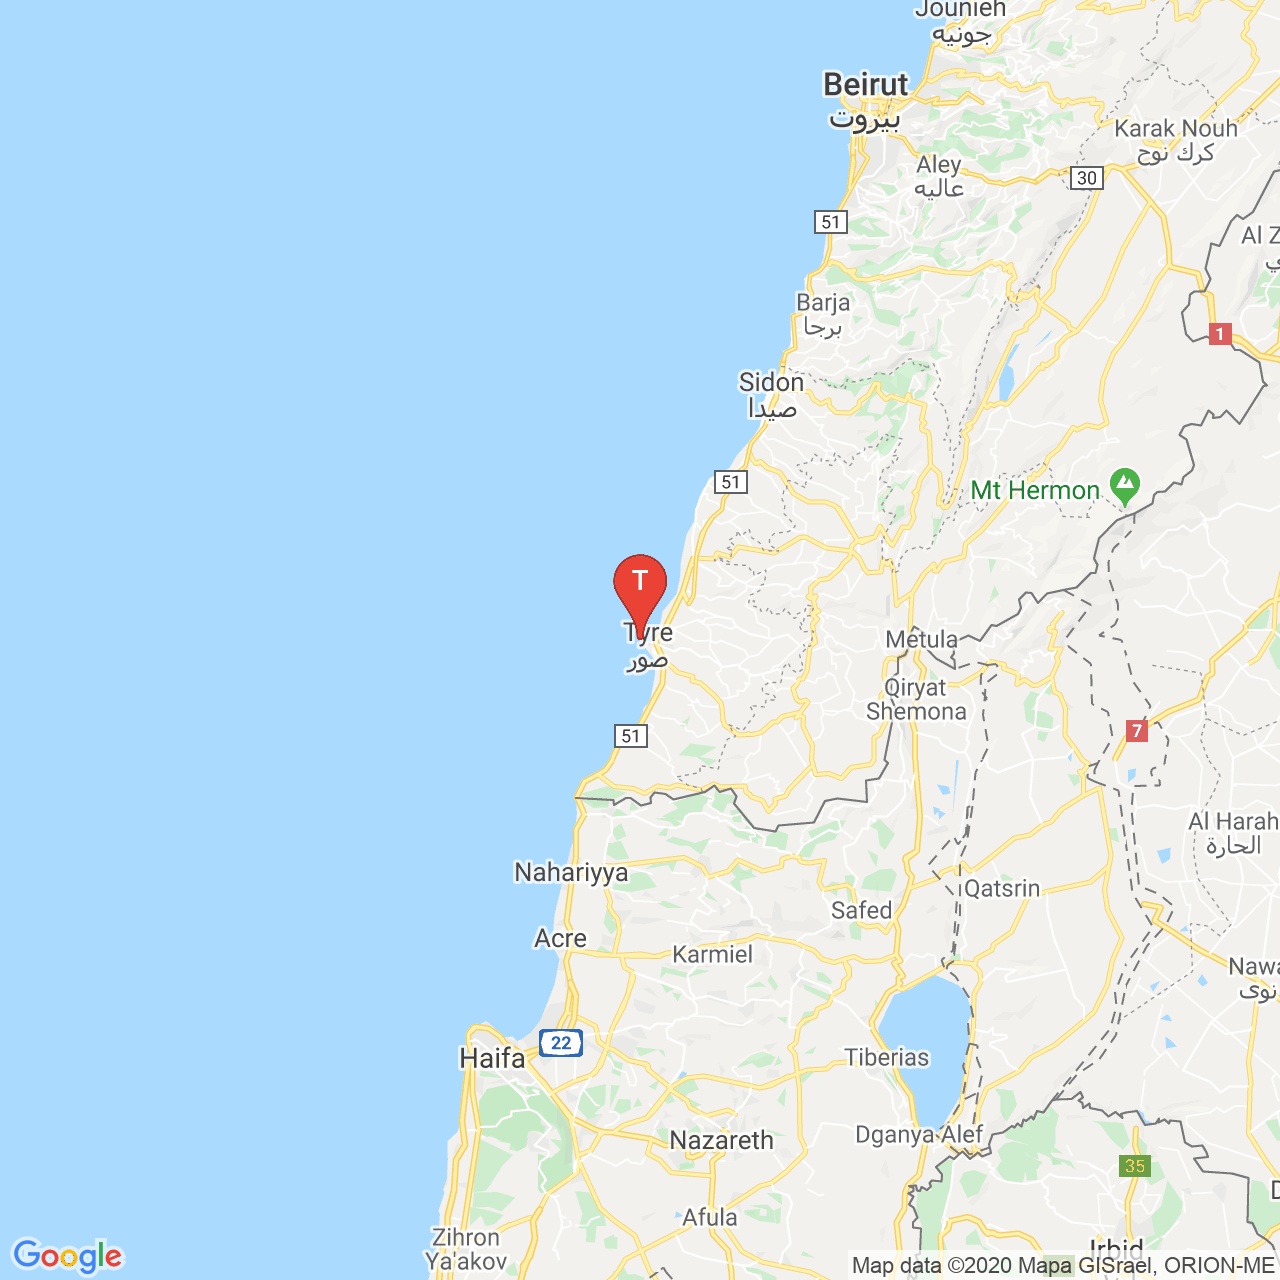 Jounieh
جونيه
Beirut
بيروت
Karak Nouh
كرك نوح
Aley
عاليه
30
51
Al Z
ي
Barja
برجا
1
Sidon
صيدا
51
Mt Hermon
T
Tyre
صور
Metula
Qiryat
Shemona
51
7
Al Harah
الحارة
Nahariyya
Qatsrin
Safed
Acre
Karmiel
Nawa
نوى
22
Haifa
Tiberias
Nazareth
Dganya Alef
35
D
Afula
Zihron
Ya'akov
Irbid
Google
Map data ©2020 Mapa GISrael, ORION-ME